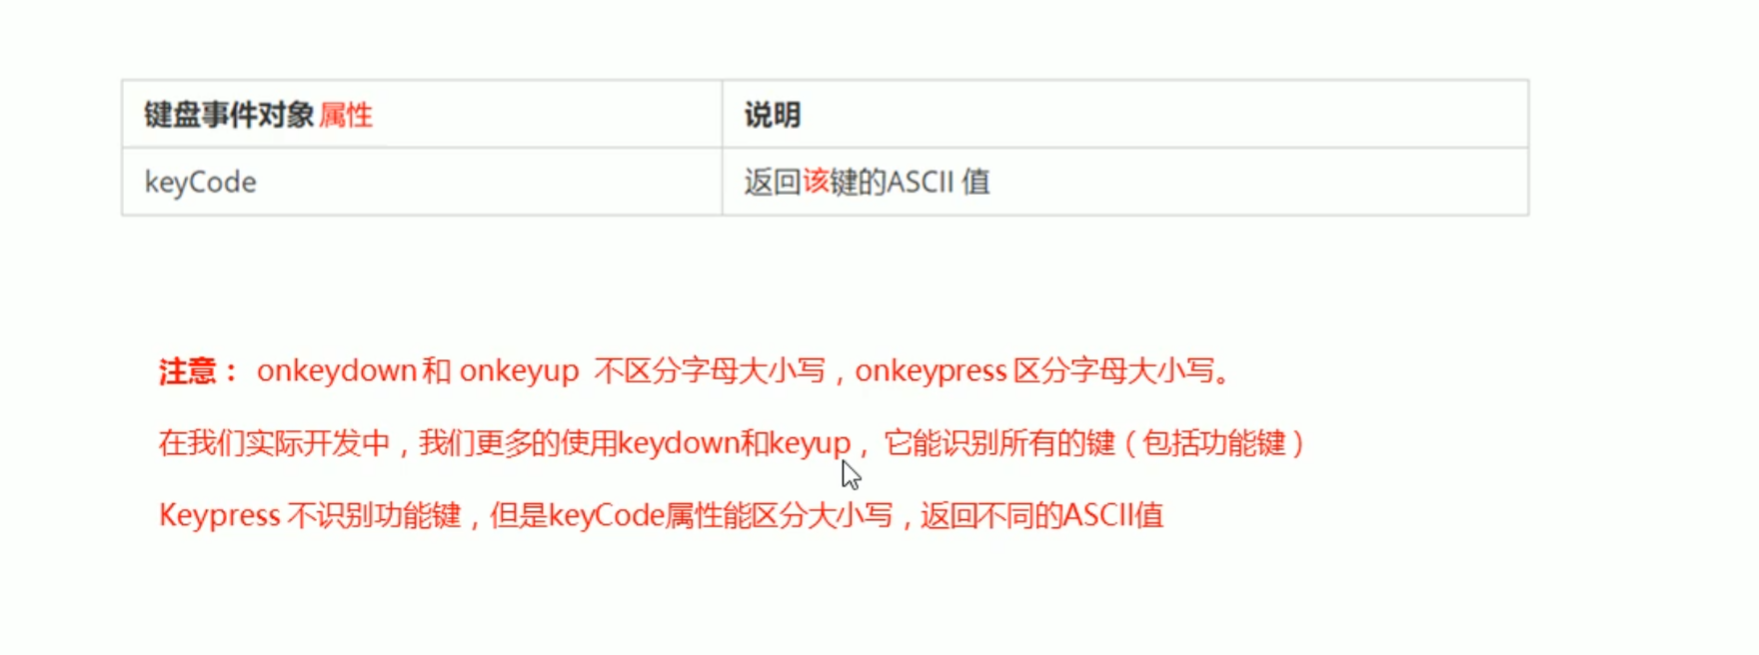 键盘事件对象属性 说明
keyCode 返回该键的ASCII 值
注意： onkeydown 和 onkeyup 不区分字母大小写，onkeypress 区分字母大小写。
在我们实际开发中，我们更多的使用keydown和keyup， 它能识别所有的键（包括功能键）
Keypress 不识别功能键，但是keyCode属性能区分大小写，返回不同的ASCII值